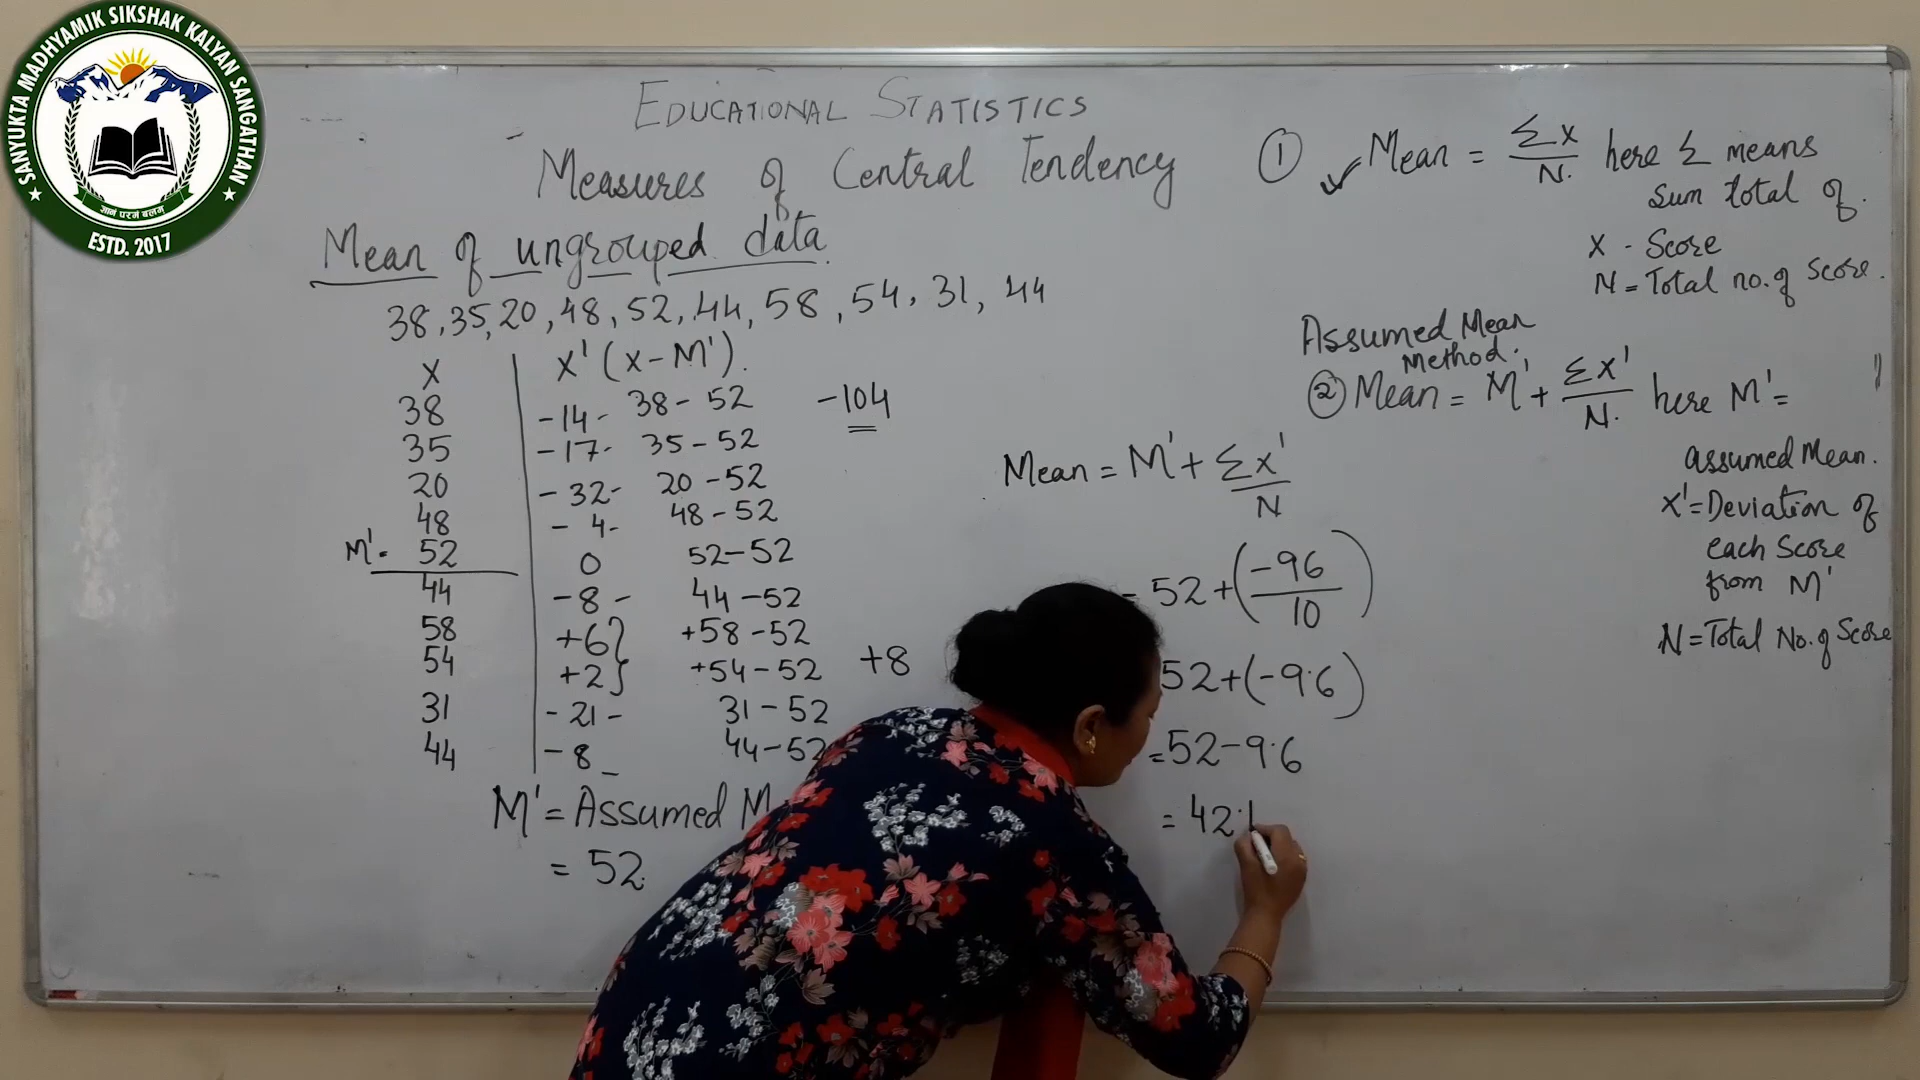 SANYUKTA MADHYAMIK SIKSHAK KALYAN SANGATHAN
ज्ञानं परमं बलम्
ESTD. 2017
EDUCATIONAL STATISTICS
Measures of Central Tendency
Mean of ungrouped data
38, 35, 20, 48, 52, 44, 58, 54, 31, 44
X | X' (X - M').
38 | -14 - 38 - 52 -104
35 | -17 - 35 - 52
20 | -32 - 20 - 52
48 | -4 - 48 - 52
M' - 52 | 0 52 - 52
44 | -8 - 44 - 52
58 | +6} +58 - 52
54 | +2} +54 - 52 +8
31 | -21 - 31 - 52
44 | -8 - 44 - 52
M' = Assumed M
= 52.
① ✓ Mean = ΣX/N. here Σ means
Sum total of.
X - Score
N = Total no. of Score.
Assumed Mean
Method.
② Mean = M' + ΣX'/N. here M' =
assumed Mean.
X' = Deviation of
each Score
from M'
N = Total No. of Score
Mean = M' + ΣX'/N
= 52 + (-96/10)
52 + (-9.6)
= 52 - 9.6
= 42.